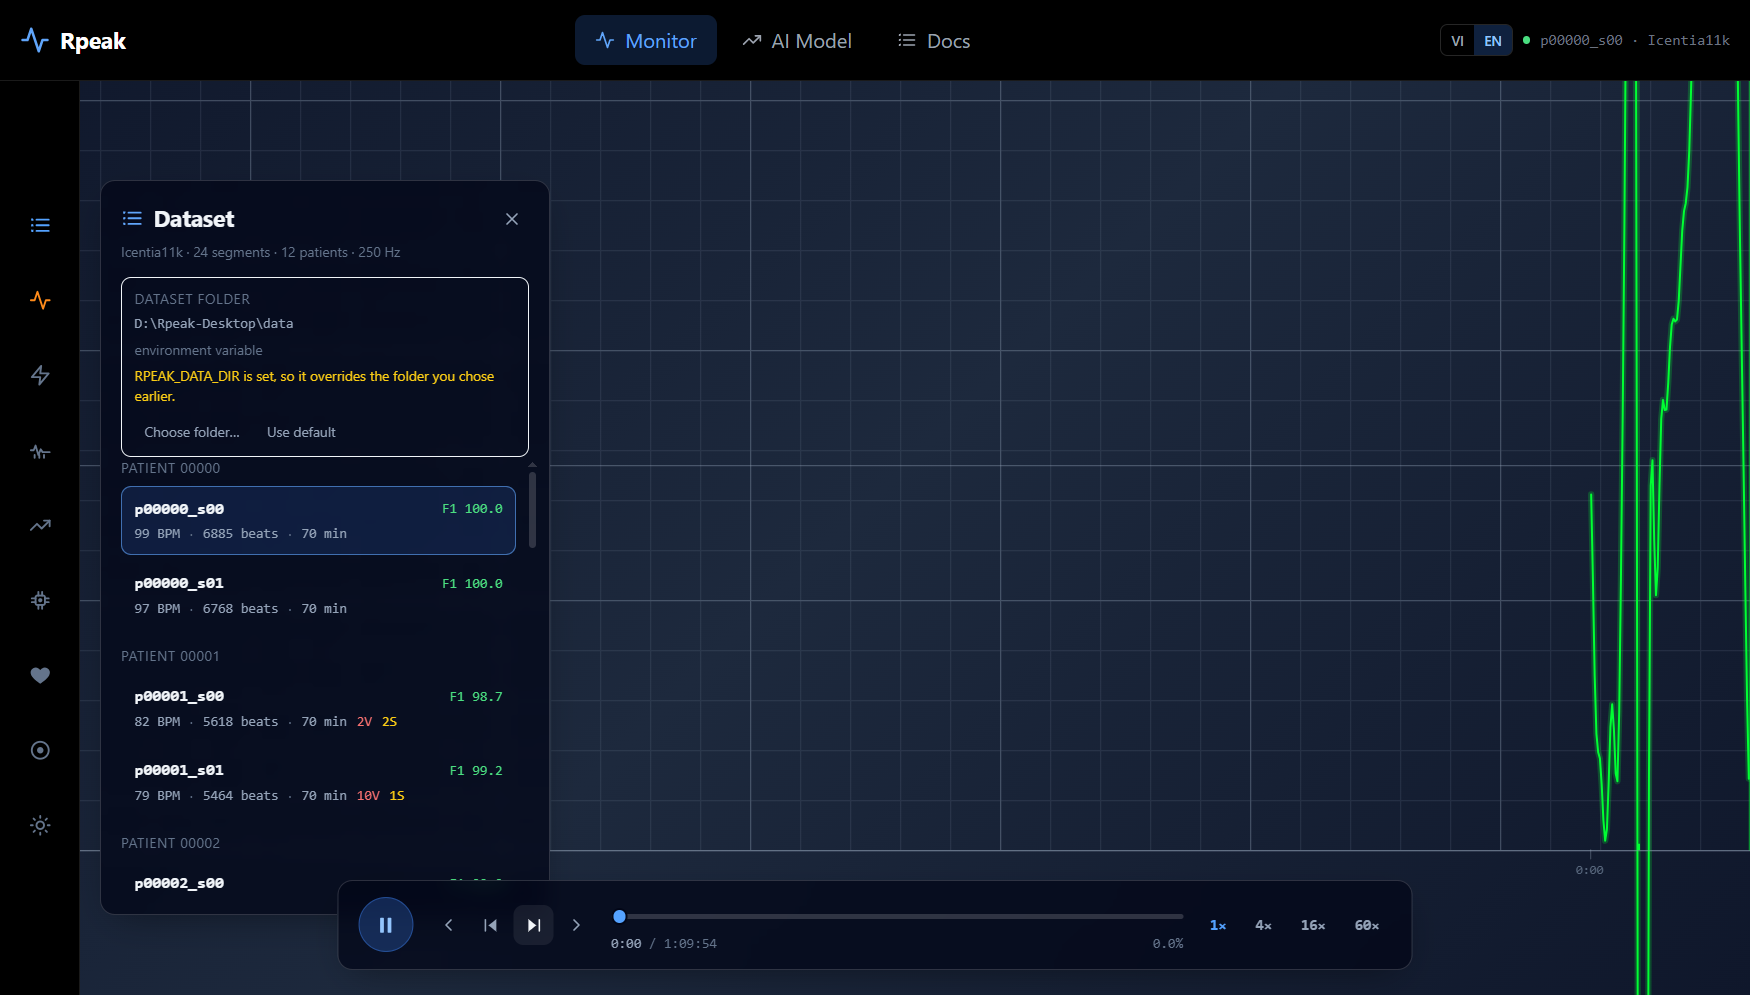 Rpeak
Monitor
AI Model
Docs
VI
EN
p00000_s00 · Icentia11k
Dataset
Icentia11k · 24 segments · 12 patients · 250 Hz
DATASET FOLDER
D:\Rpeak-Desktop\data
environment variable
RPEAK_DATA_DIR is set, so it overrides the folder you chose
earlier.
Choose folder...
Use default
PATIENT 00000
p00000_s00 F1 100.0
99 BPM · 6885 beats · 70 min
p00000_s01 F1 100.0
97 BPM · 6768 beats · 70 min
PATIENT 00001
p00001_s00 F1 98.7
82 BPM · 5618 beats · 70 min 2V 2S
p00001_s01 F1 99.2
79 BPM · 5464 beats · 70 min 10V 1S
PATIENT 00002
p00002_s00
0:00
0:00 / 1:09:54
0.0%
1×
4×
16×
60×